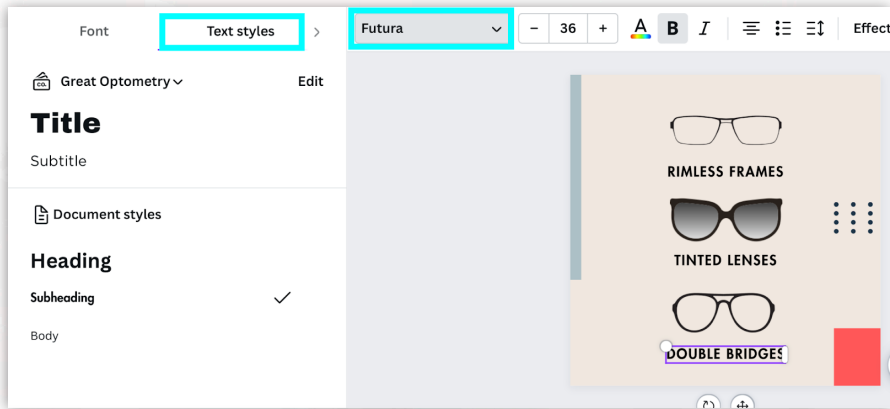 Font
Text styles
Futura
– 36 +
A B I
Effect
CO.
Great Optometry
Edit
Title
Subtitle
Document styles
Heading
Subheading
Body
RIMLESS FRAMES
TINTED LENSES
DOUBLE BRIDGES